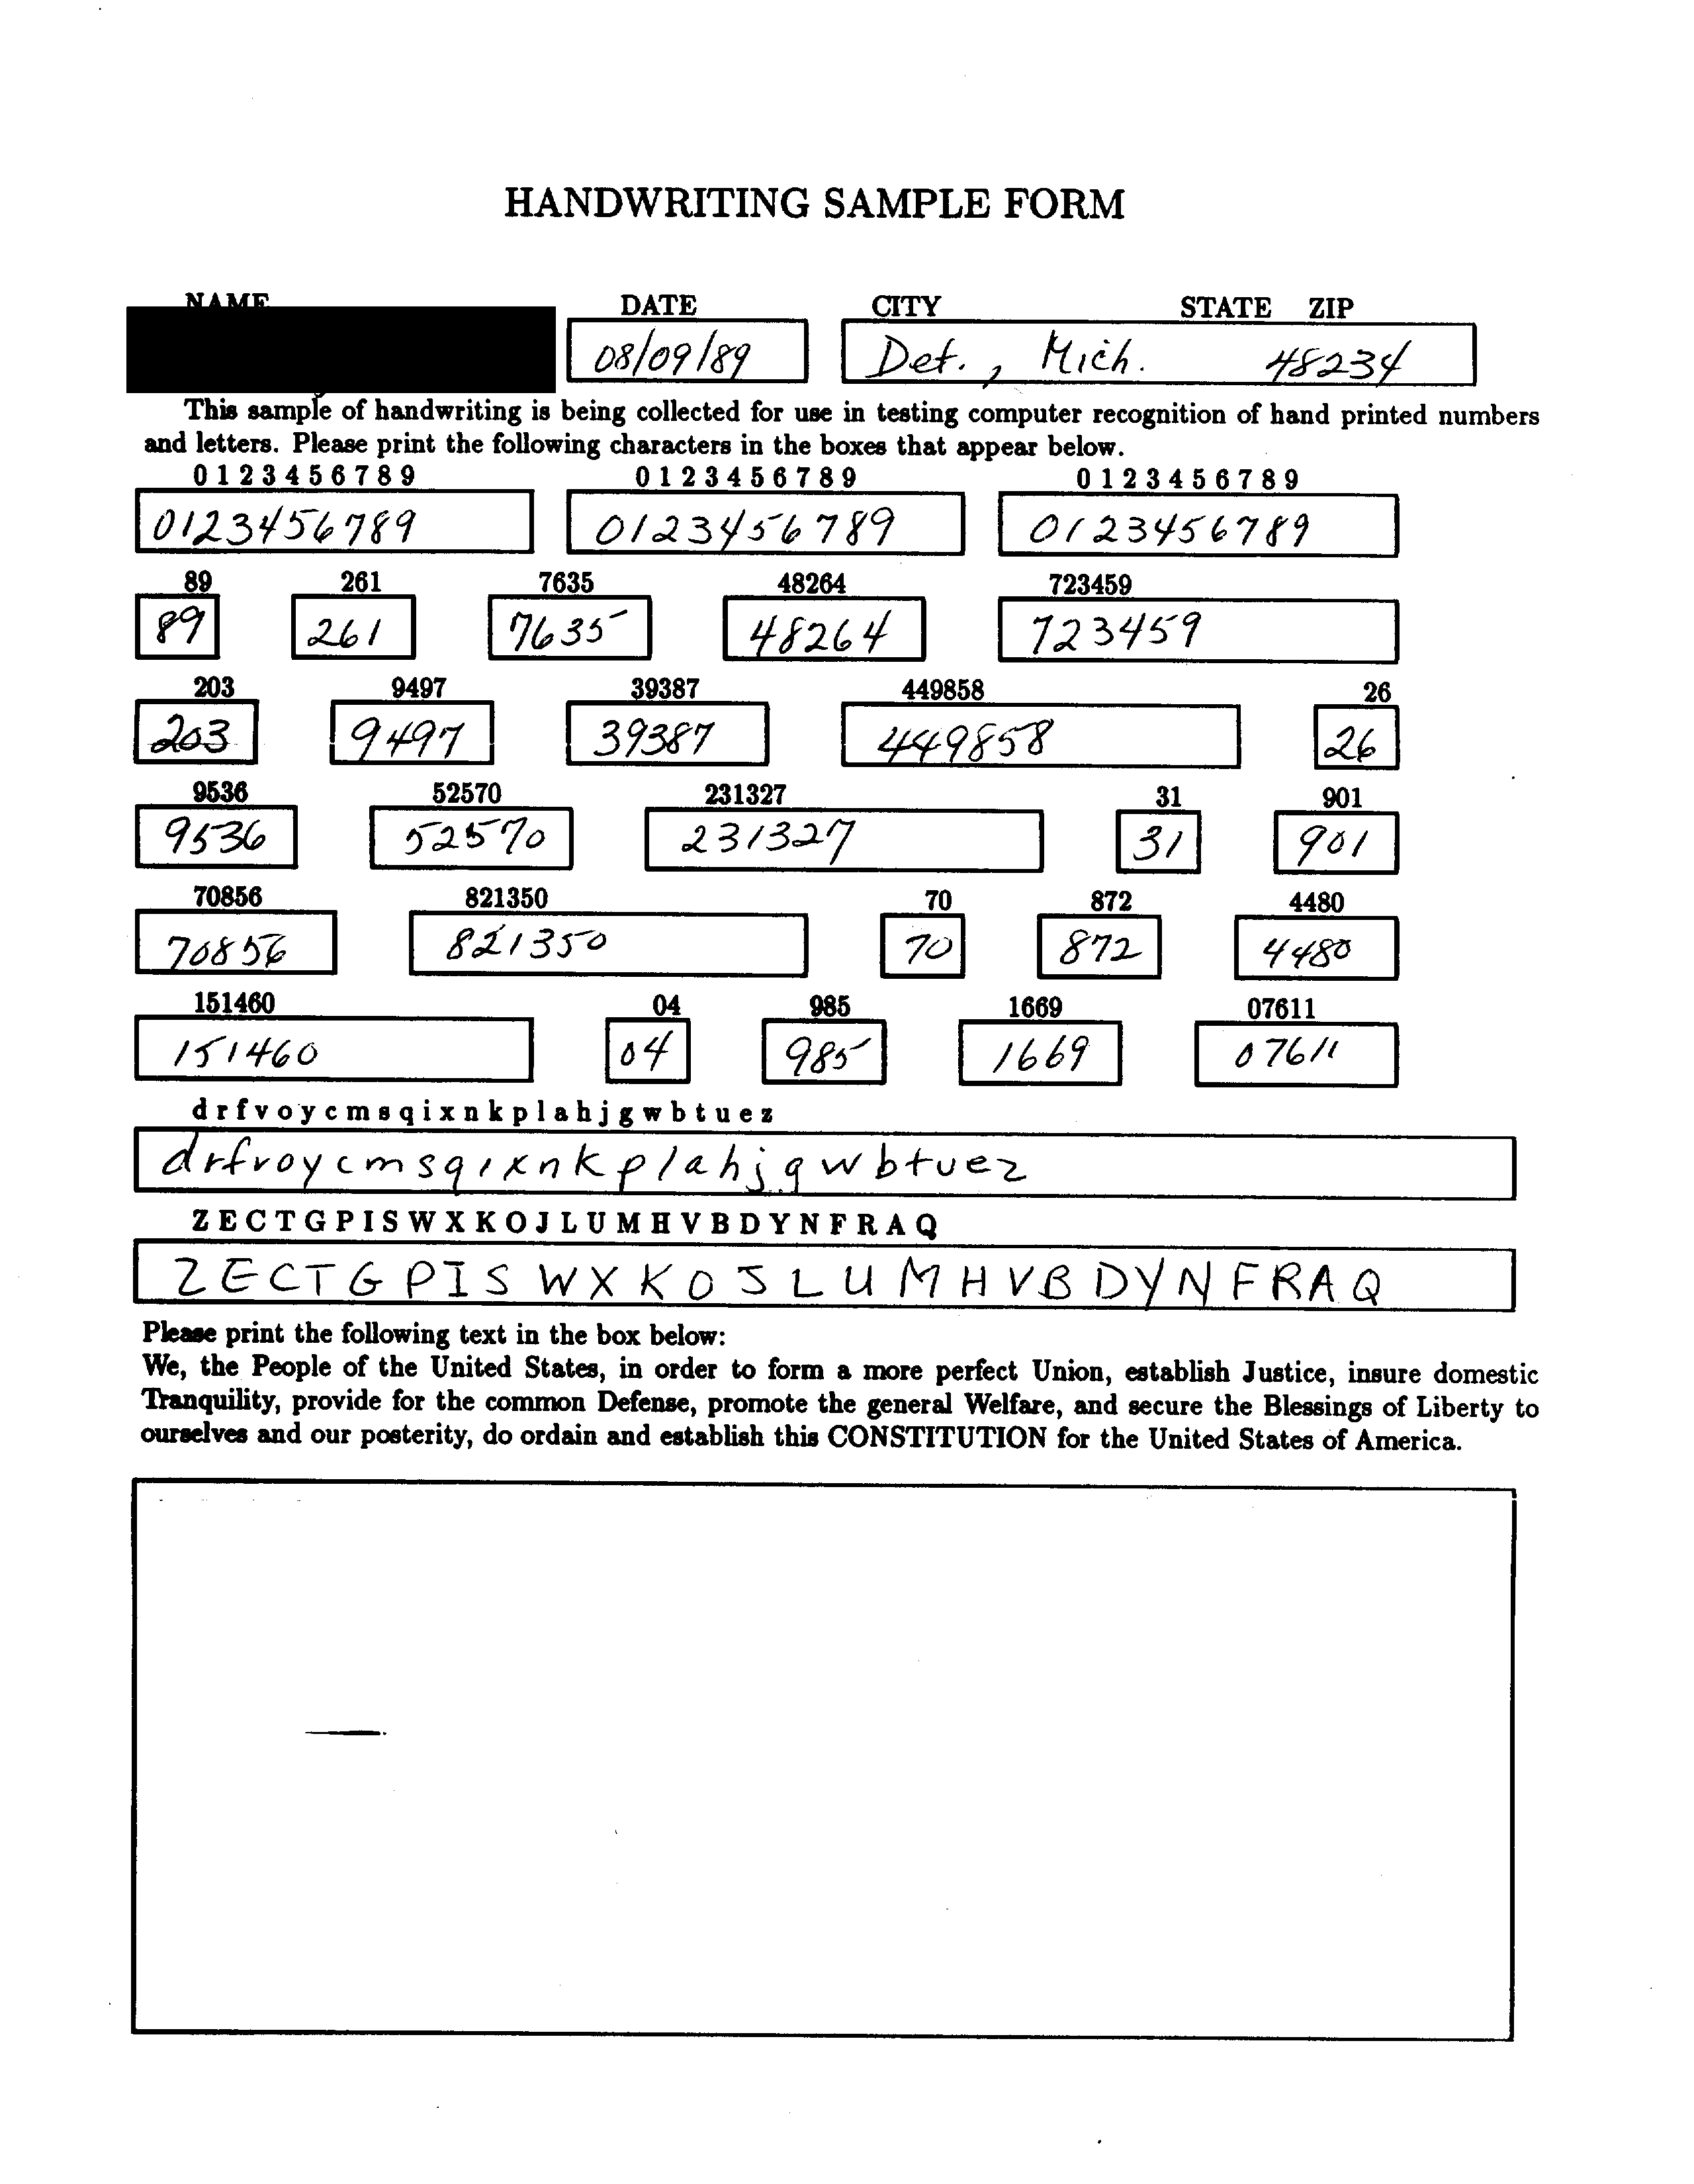 HANDWRITING SAMPLE FORM
NAME DATE CITY STATE ZIP
08/09/89 Det., Mich. 48234
This sample of handwriting is being collected for use in testing computer recognition of hand printed numbers
and letters. Please print the following characters in the boxes that appear below.
0 1 2 3 4 5 6 7 8 9 0 1 2 3 4 5 6 7 8 9 0 1 2 3 4 5 6 7 8 9
0123456789 0123456789 0123456789
89 261 7635 48264 723459
89 261 7635 48264 723459
203 9497 39387 449858 26
203 9497 39387 449858 26
9536 52570 231327 31 901
9536 52570 231327 31 901
70856 821350 70 872 4480
70856 821350 70 872 4480
151460 04 985 1669 07611
151460 04 985 1669 07611
d r f v o y c m s q i x n k p l a h j g w b t u e z
drfvoycmsqixnkplahjgwbtuez
Z E C T G P I S W X K O J L U M H V B D Y N F R A Q
Z E C T G P I S W X K O J L U M H V B D Y N F R A Q
Please print the following text in the box below:
We, the People of the United States, in order to form a more perfect Union, establish Justice, insure domestic
Tranquility, provide for the common Defense, promote the general Welfare, and secure the Blessings of Liberty to
ourselves and our posterity, do ordain and establish this CONSTITUTION for the United States of America.